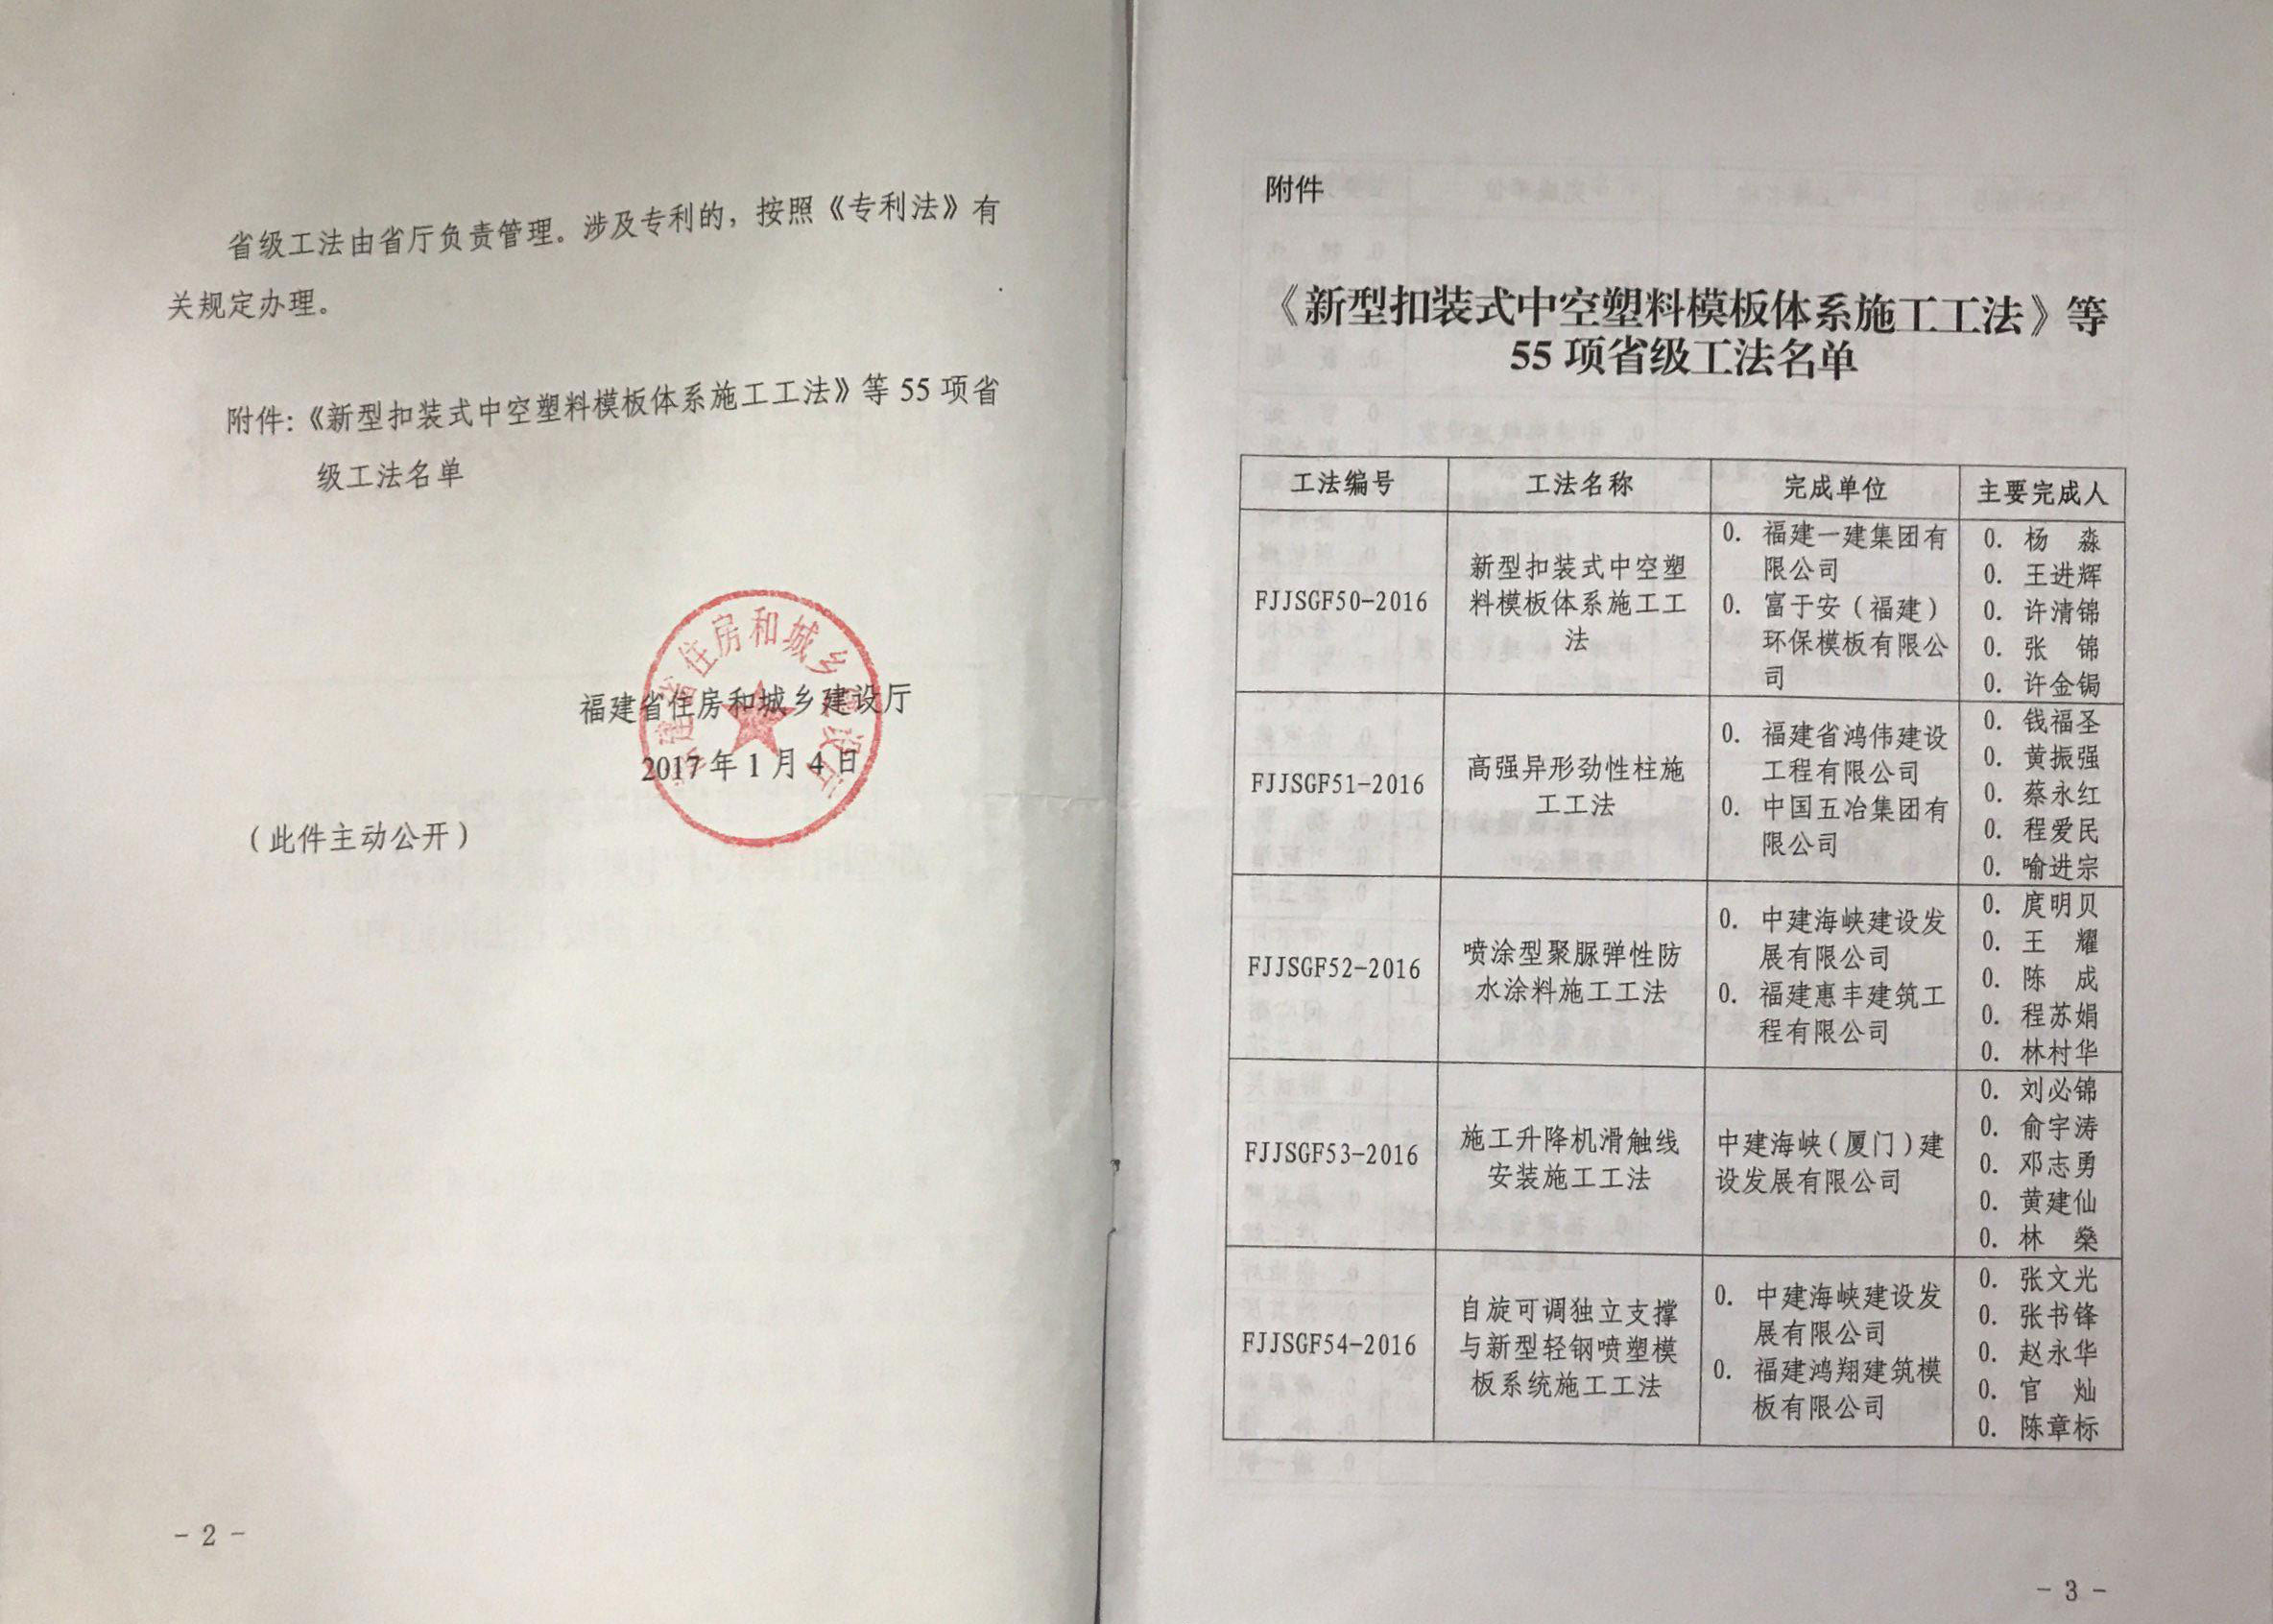 省级工法由省厅负责管理。涉及专利的，按照《专利法》有
关规定办理。
附件：《新型扣装式中空塑料模板体系施工工法》等 55 项省
级工法名单
福建省住房和城乡建设厅
2017 年 1 月 4 日
（此件主动公开）
- 2 -
附件
《新型扣装式中空塑料模板体系施工工法》等
55 项省级工法名单
工法编号 工法名称 完成单位 主要完成人
FJJSGF50-2016
新型扣装式中空塑
料模板体系施工工
法
0. 福建一建集团有
限公司
0. 富于安（福建）
环保模板有限公
司
0. 杨 淼
0. 王进辉
0. 许清锦
0. 张 锦
0. 许金锔
FJJSGF51-2016
高强异形劲性柱施
工工法
0. 福建省鸿伟建设
工程有限公司
0. 中国五冶集团有
限公司
0. 钱福圣
0. 黄振强
0. 蔡永红
0. 程爱民
0. 喻进宗
FJJSGF52-2016
喷涂型聚脲弹性防
水涂料施工工法
0. 中建海峡建设发
展有限公司
0. 福建惠丰建筑工
程有限公司
0. 庹明贝
0. 王 耀
0. 陈 成
0. 程苏娟
0. 林村华
FJJSGF53-2016
施工升降机滑触线
安装施工工法
中建海峡（厦门）建
设发展有限公司
0. 刘必锦
0. 俞宇涛
0. 邓志勇
0. 黄建仙
0. 林 燊
FJJSGF54-2016
自旋可调独立支撑
与新型轻钢喷塑模
板系统施工工法
0. 中建海峡建设发
展有限公司
0. 福建鸿翔建筑模
板有限公司
0. 张文光
0. 张书锋
0. 赵永华
0. 官 灿
0. 陈章标
- 3 -